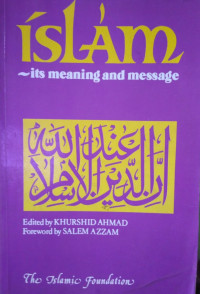 islam
~its meaning and message
إن الدين عند الله الإسلام
Edited by KHURSHID AHMAD
Foreword by SALEM AZZAM
The Islamic Foundation